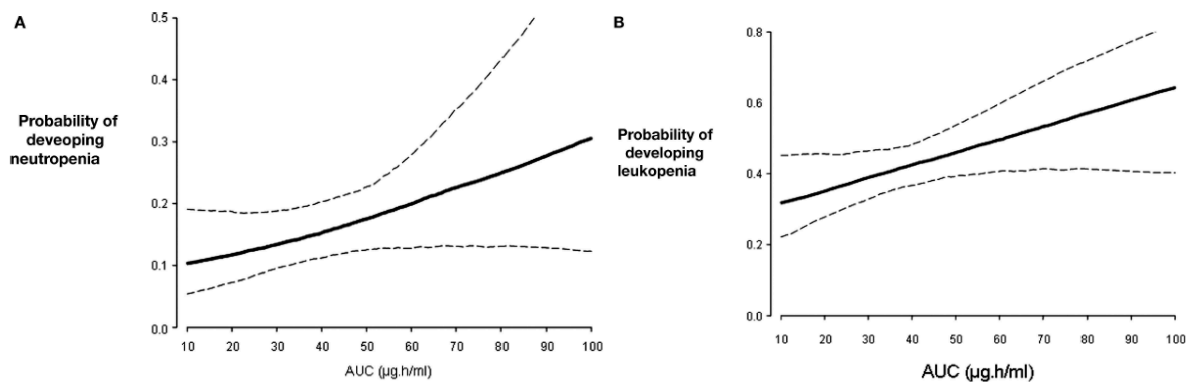 A
0.5
0.4
0.3
0.2
0.1
0.0
Probability of
deveoping
neutropenia
10 20 30 40 50 60 70 80 90 100
AUC (µg.h/ml)
B
0.8
0.6
0.4
0.2
0.0
Probability of
developing
leukopenia
10 20 30 40 50 60 70 80 90 100
AUC (µg.h/ml)